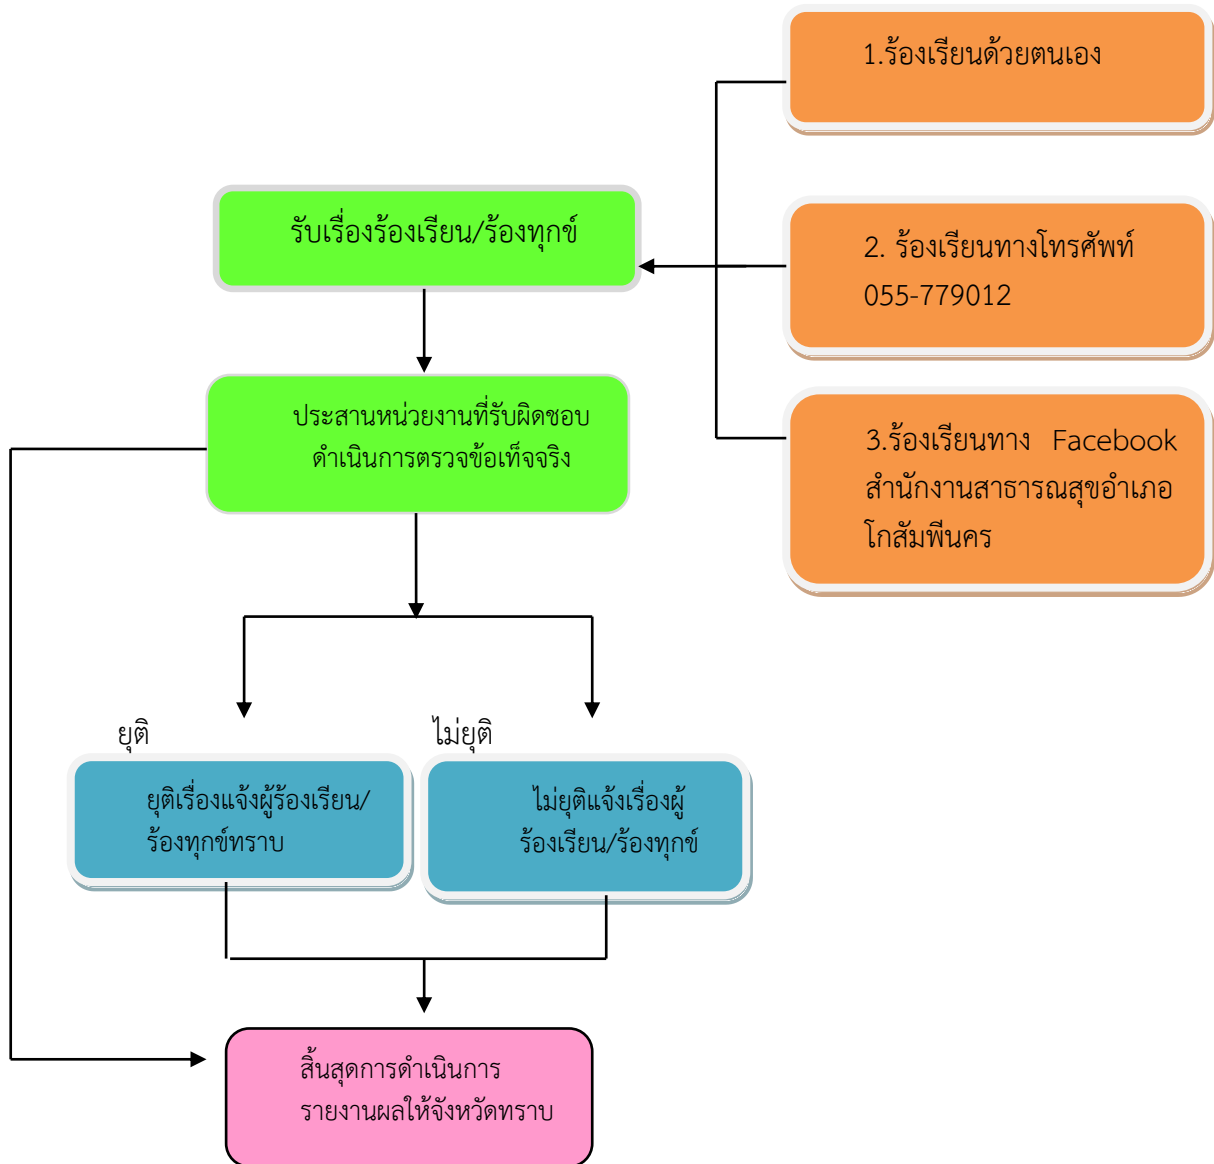 1.ร้องเรียนด้วยตนเอง
รับเรื่องร้องเรียน/ร้องทุกข์
2. ร้องเรียนทางโทรศัพท์
055-779012
ประสานหน่วยงานที่รับผิดชอบ
ดำเนินการตรวจข้อเท็จจริง
3.ร้องเรียนทาง Facebook
สำนักงานสาธารณสุขอำเภอ
โกสัมพีนคร
ยุติ
ไม่ยุติ
ยุติเรื่องแจ้งผู้ร้องเรียน/
ร้องทุกข์ทราบ
ไม่ยุติแจ้งเรื่องผู้
ร้องเรียน/ร้องทุกข์
สิ้นสุดการดำเนินการ
รายงานผลให้จังหวัดทราบ